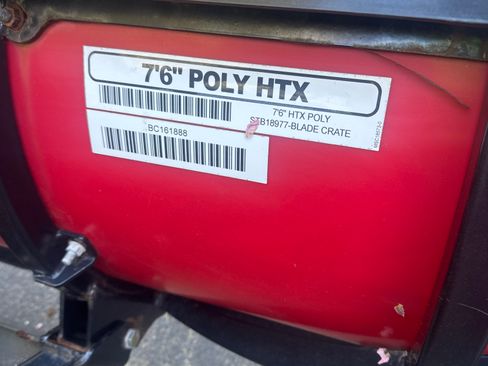 7'6" POLY HTX
7'6" HTX POLY
STB18977-BLADE CRATE
BC161888